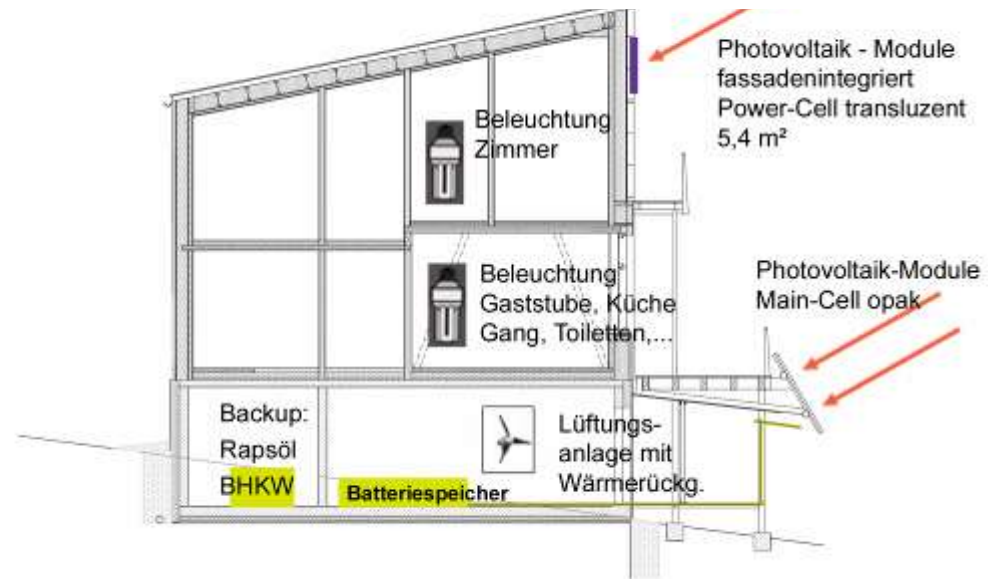 Photovoltaik - Module
fassadenintegriert
Power-Cell transluzent
5,4 m²
Beleuchtung
Zimmer
Photovoltaik-Module
Main-Cell opak
Beleuchtung
Gaststube, Küche
Gang, Toiletten,...
Backup:
Rapsöl
BHKW
Batteriespeicher
Lüftungs-
anlage mit
Wärmerückg.